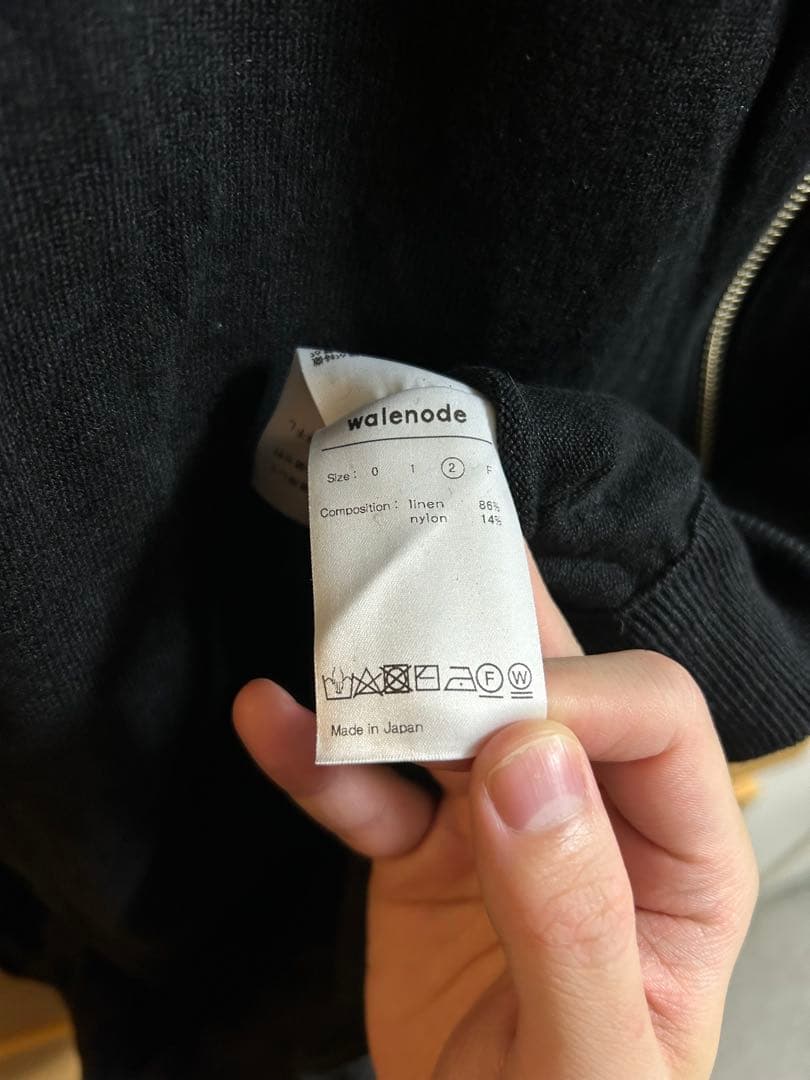 walenode
Size : 0 1 2 F
Composition : linen 86%
nylon 14%
F W
Made in Japan